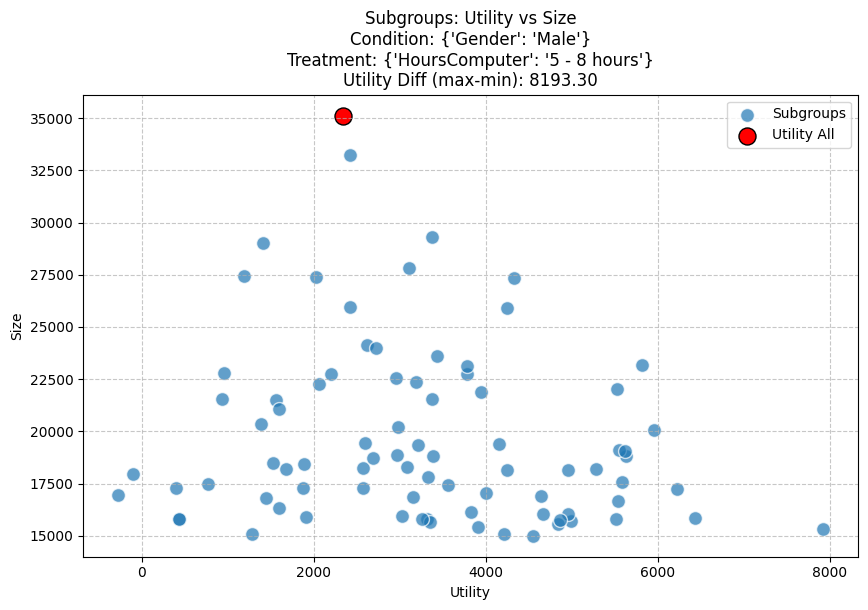 Subgroups: Utility vs Size
Condition: {'Gender': 'Male'}
Treatment: {'HoursComputer': '5 - 8 hours'}
Utility Diff (max-min): 8193.30
Subgroups
Utility All
35000
32500
30000
27500
25000
22500
20000
17500
15000
Size
0
2000
4000
6000
8000
Utility